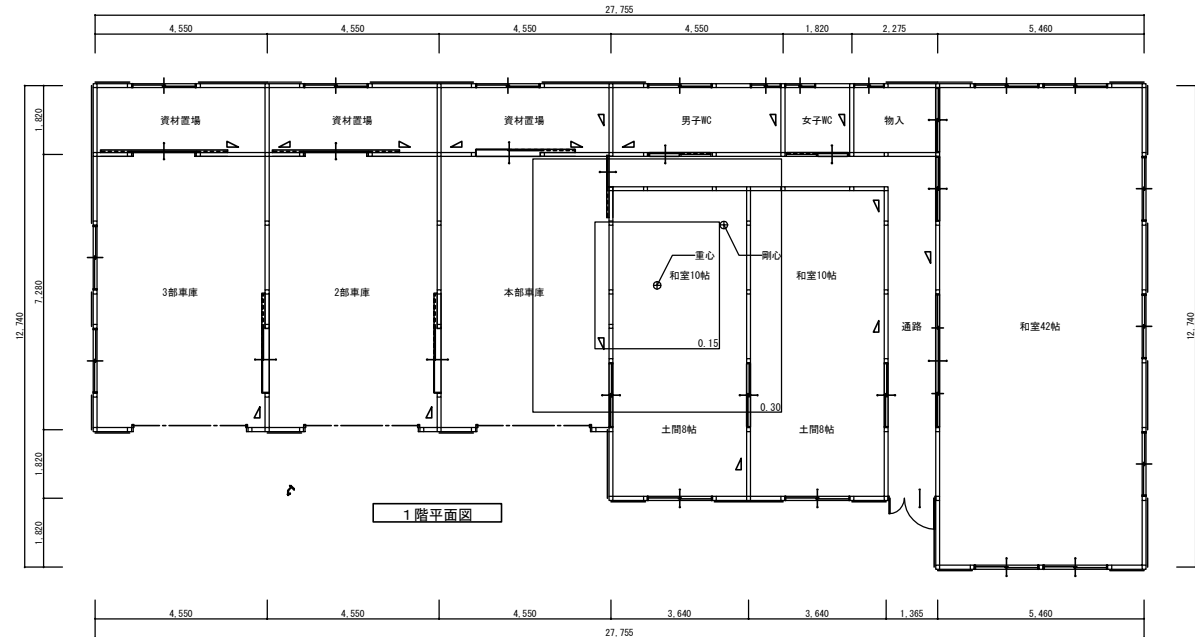 27,755
4,550
4,550
4,550
4,550
1,820
2,275
5,460
1,820
7,280
1,820
1,820
12,740
12,740
資材置場
資材置場
資材置場
男子WC
女子WC
物入
重心
剛心
和室10帖
和室10帖
3部車庫
2部車庫
本部車庫
通路
和室42帖
0.15
0.30
土間8帖
土間8帖
1階平面図
4,550
4,550
4,550
3,640
3,640
1,365
5,460
27,755